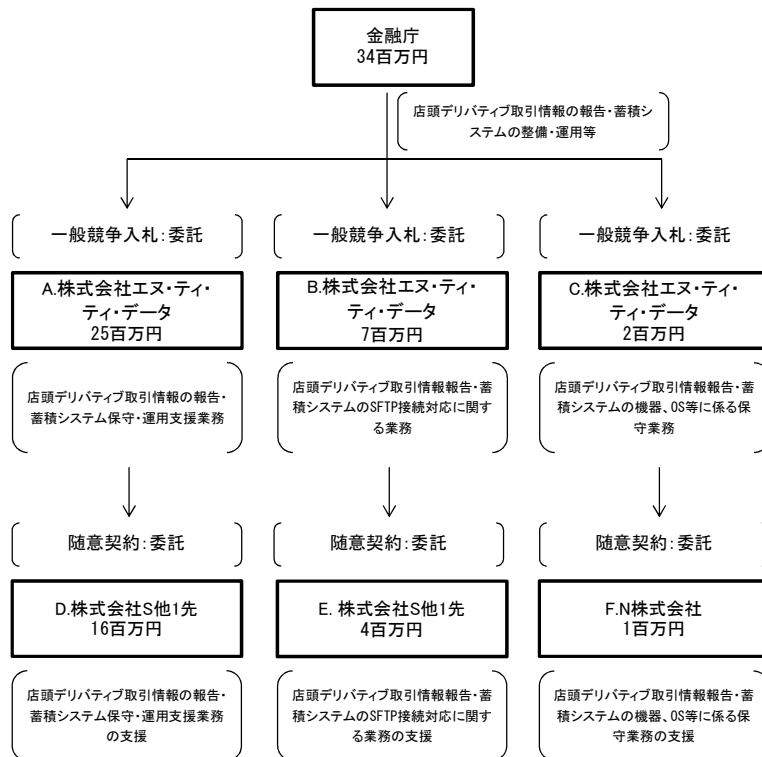 金融庁
34百万円
店頭デリバティブ取引情報の報告・蓄積シ
ステムの整備・運用等
一般競争入札:委託
一般競争入札:委託
一般競争入札:委託
A.株式会社エヌ・ティ・
ティ・データ
25百万円
B.株式会社エヌ・ティ・
ティ・データ
7百万円
C.株式会社エヌ・ティ・
ティ・データ
2百万円
店頭デリバティブ取引情報の報告・
蓄積システム保守・運用支援業務
店頭デリバティブ取引情報報告・蓄
積システムのSFTP接続対応に関す
る業務
店頭デリバティブ取引情報報告・蓄
積システムの機器、OS等に係る保
守業務
随意契約:委託
随意契約:委託
随意契約:委託
D.株式会社S他1先
16百万円
E. 株式会社S他1先
4百万円
F.N株式会社
1百万円
店頭デリバティブ取引情報の報告・
蓄積システム保守・運用支援業務
の支援
店頭デリバティブ取引情報報告・蓄
積システムのSFTP接続対応に関す
る業務の支援
店頭デリバティブ取引情報報告・蓄
積システムの機器、OS等に係る保
守業務の支援